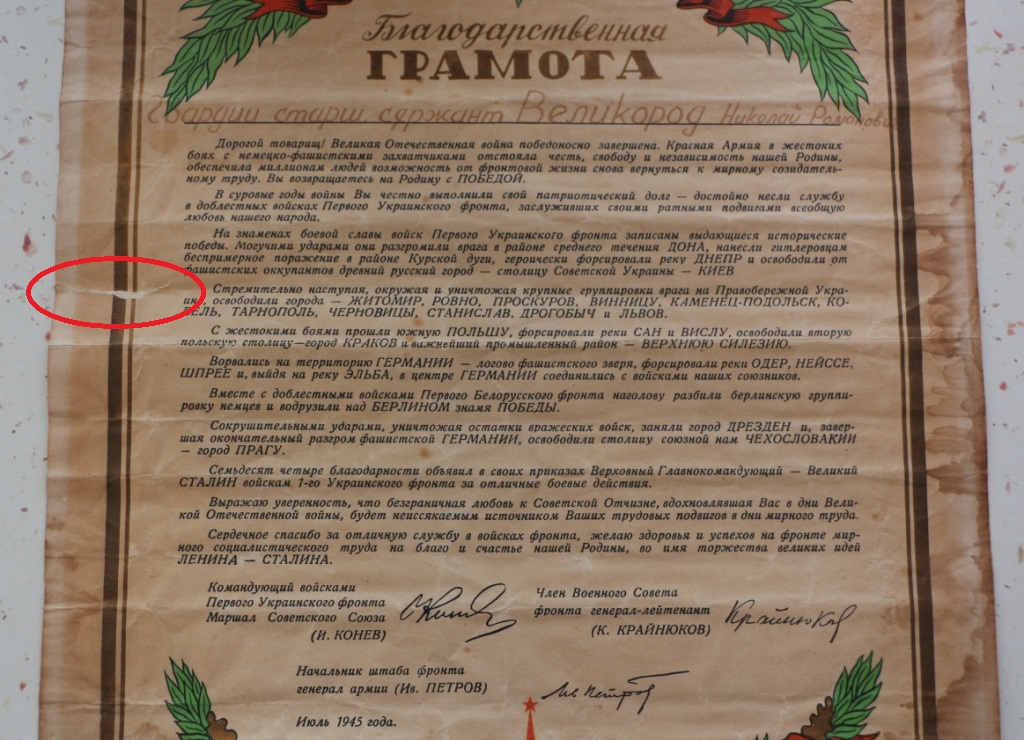 Благодарственная
ГРАМОТА
Гвардии старш сержант Великород Николай Романович
Дорогой товарищ! Великая Отечественная война победоносно завершена. Красная Армия в жестоких
боях с немецко-фашистскими захватчиками отстояла честь, свободу и независимость нашей Родины,
обеспечила миллионам людей возможность от фронтовой жизни снова вернуться к мирному созидатель-
ному труду. Вы возвращаетесь на Родину с ПОБЕДОЙ.
В суровые годы войны Вы честно выполнили свой патриотический долг — достойно несли службу
в доблестных войсках Первого Украинского фронта, заслуживших своими ратными подвигами всеобщую
любовь нашего народа.
На знаменах боевой славы войск Первого Украинского фронта записаны выдающиеся исторические
победы. Могучими ударами они разгромили врага в районе среднего течения ДОНА, нанесли гитлеровцам
беспримерное поражение в районе Курской дуги, героически форсировали реку ДНЕПР и освободили от
фашистских оккупантов древний русский город — столицу Советской Украины — КИЕВ
Стремительно наступая, окружая и уничтожая крупные группировки врага на Правобережной Укра-
ине, освободили города — ЖИТОМИР, РОВНО, ПРОСКУРОВ, ВИННИЦУ, КАМЕНЕЦ-ПОДОЛЬСК, КО-
ВЕЛЬ, ТАРНОПОЛЬ, ЧЕРНОВИЦЫ, СТАНИСЛАВ, ДРОГОБЫЧ и ЛЬВОВ.
С жестокими боями прошли южную ПОЛЬШУ, форсировали реки САН и ВИСЛУ, освободили вторую
польскую столицу—город КРАКОВ и важнейший промышленный район — ВЕРХНЮЮ СИЛЕЗИЮ.
Ворвались на территорию ГЕРМАНИИ — логово фашистского зверя, форсировали реки ОДЕР, НЕЙССЕ,
ШПРЕЕ и, выйдя на реку ЭЛЬБА, в центре ГЕРМАНИИ соединились с войсками наших союзников.
Вместе с доблестными войсками Первого Белорусского фронта наголову разбили берлинскую группи-
ровку немцев и водрузили над БЕРЛИНОМ знамя ПОБЕДЫ.
Сокрушительными ударами, уничтожая остатки вражеских войск, заняли город ДРЕЗДЕН и, завер-
шая окончательный разгром фашистской ГЕРМАНИИ, освободили столицу союзной нам ЧЕХОСЛОВАКИИ
— город ПРАГУ.
Семьдесят четыре благодарности объявил в своих приказах Верховный Главнокомандующий — Великий
СТАЛИН войскам 1-го Украинского фронта за отличные боевые действия.
Выражаю уверенность, что безграничная любовь к Советской Отчизне, вдохновлявшая Вас в дни Вели-
кой Отечественной войны, будет неиссякаемым источником Ваших трудовых подвигов в дни мирного труда.
Сердечное спасибо за отличную службу в войсках фронта, желаю здоровья и успехов на фронте мир-
ного социалистического труда на благо и счастье нашей Родины, во имя торжества великих идей
ЛЕНИНА — СТАЛИНА.
Командующий войсками
Первого Украинского фронта
Маршал Советского Союза
(И. КОНЕВ)
Член Военного Совета
фронта генерал-лейтенант
(К. КРАЙНЮКОВ)
Крайнюков
Начальник штаба фронта
генерал армии (Ив. ПЕТРОВ)
Ив Петров
Июль 1945 года.